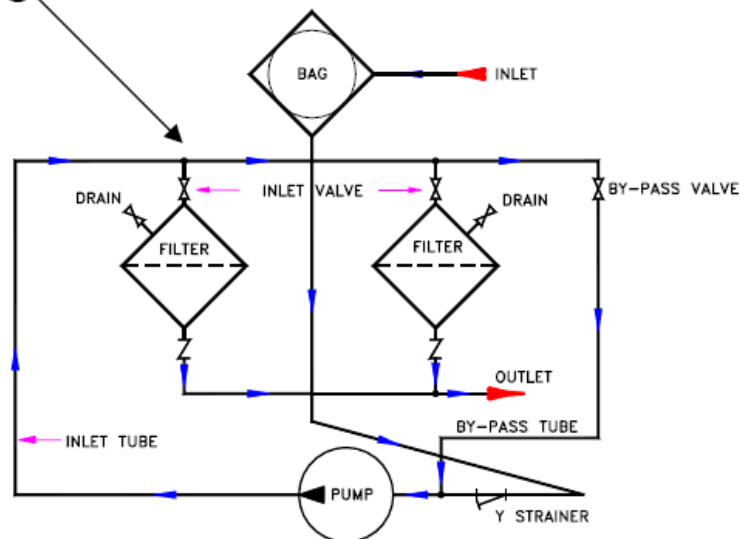 BAG
INLET
INLET VALVE
DRAIN
DRAIN
BY-PASS VALVE
FILTER
FILTER
OUTLET
BY-PASS TUBE
INLET TUBE
PUMP
Y STRAINER